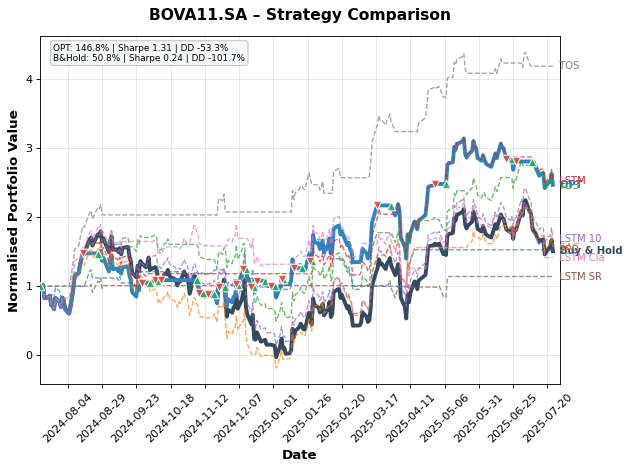 BOVA11.SA – Strategy Comparison
OPT: 146.8% | Sharpe 1.31 | DD -53.3%
B&Hold: 50.8% | Sharpe 0.24 | DD -101.7%
TOS
LSTM
LSTM 10
Buy & Hold
LSTM Cla
LSTM SR
Normalised Portfolio Value
4
3
2
1
0
2024-08-04
2024-08-29
2024-09-23
2024-10-18
2024-11-12
2024-12-07
2025-01-01
2025-01-26
2025-02-20
2025-03-17
2025-04-11
2025-05-06
2025-05-31
2025-06-25
2025-07-20
Date